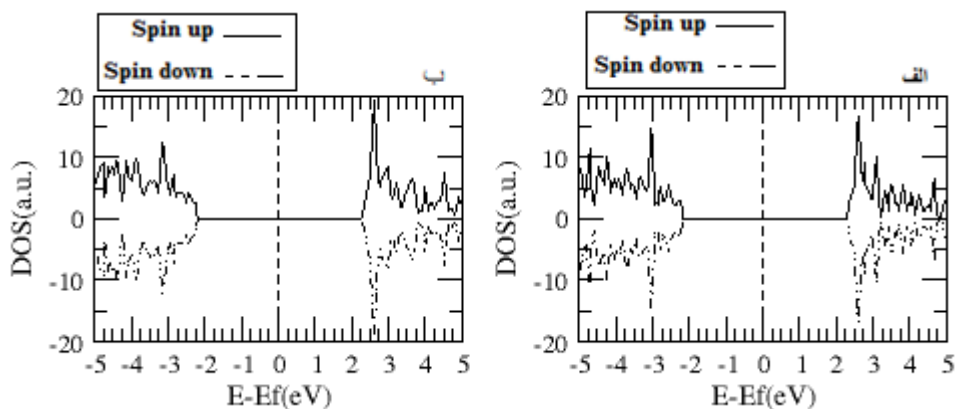 Spin up
Spin down
ب
20
10
0
-10
-20
DOS(a.u.)
-5 -4 -3 -2 -1 0 1 2 3 4 5
E-Ef(eV)
Spin up
Spin down
الف
20
10
0
-10
-20
DOS(a.u.)
-5 -4 -3 -2 -1 0 1 2 3 4 5
E-Ef(eV)